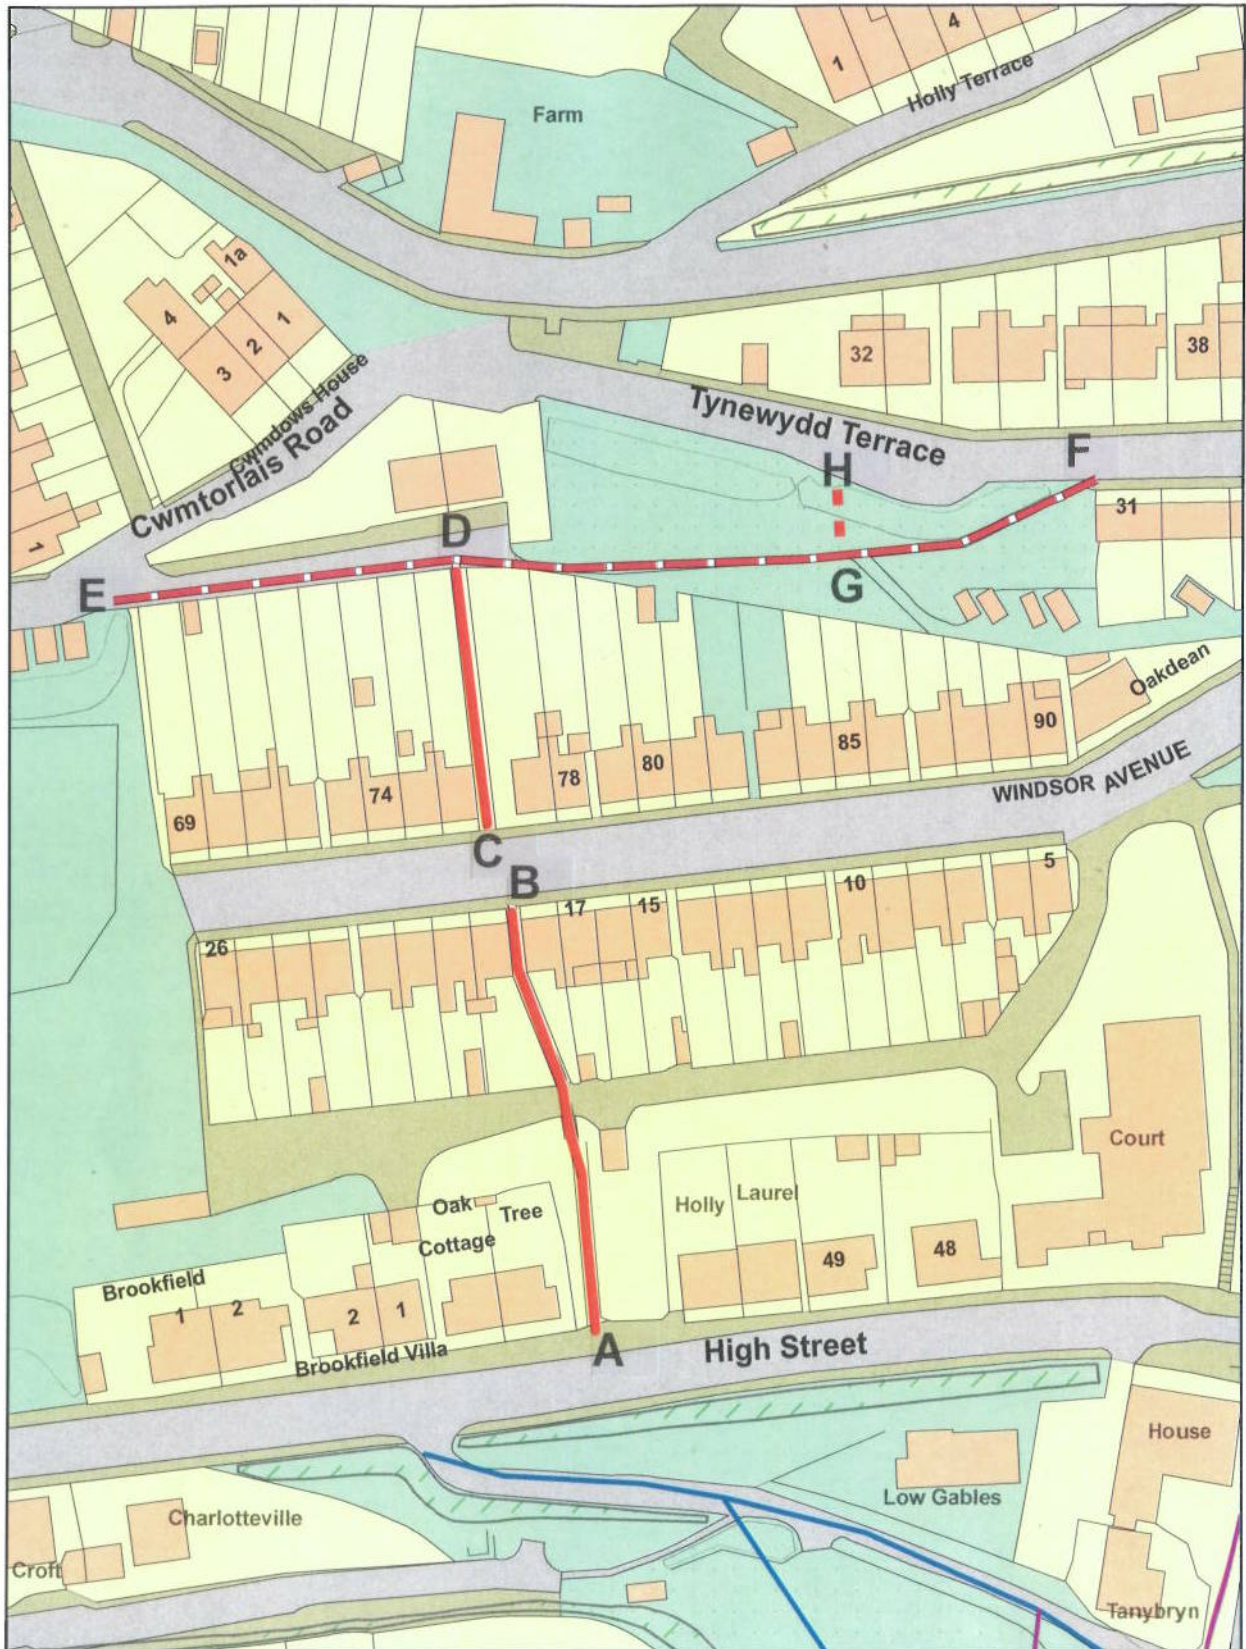 4
1
Holly Terrace
Farm
1a
4
1
2
3
Cwmdows House
Cwmtorlais Road
32
38
Tynewydd Terrace
H
F
31
D
E
G
1
Oakdean
90
85
80
78
74
69
WINDSOR AVENUE
C
B
5
10
15
17
26
Court
Holly
Laurel
Oak Tree
Cottage
49
48
Brookfield
1
2
2
1
A
High Street
Brookfield Villa
House
Low Gables
Charlotteville
Croft
Tanybryn